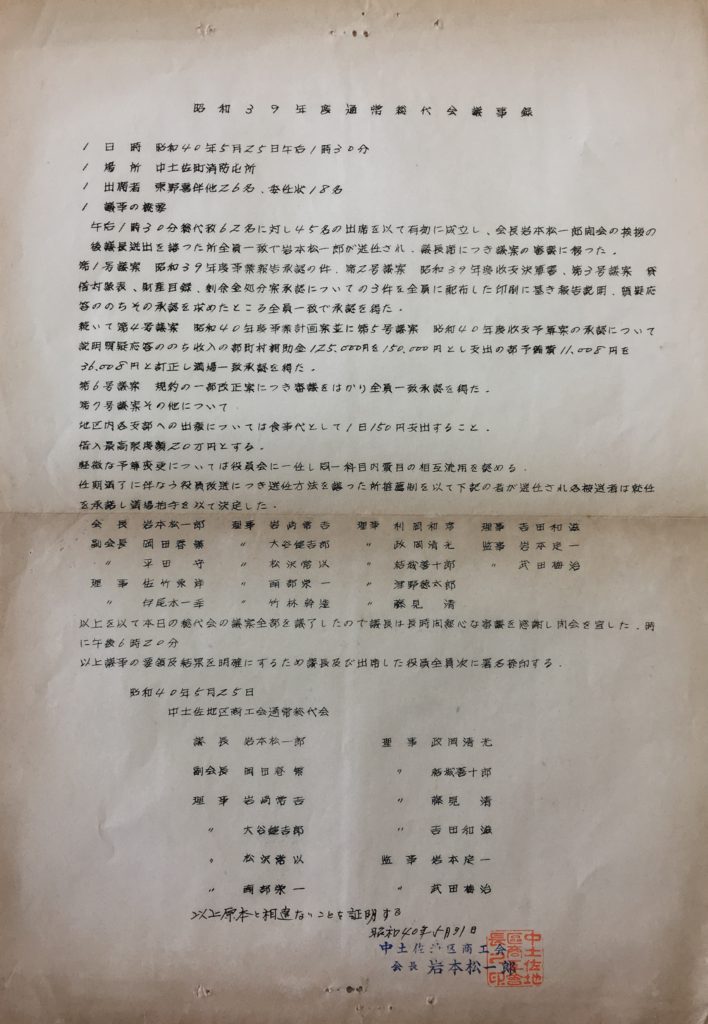 昭和39年度通常総代会議事録
1 日時 昭和40年5月25日午后1時30分
1 場所 中土佐町消防屯所
1 出席者 東野喜伴他26名、委任状18名
1 議事の概要
午后1時30分総代数62名に対し45名の出席を以て有効に成立し、会長岩本松一郎開会の挨拶の
後議長選出を諮った所全員一致で岩本松一郎が選任され、議長席につき議案の審議に移った。
第1号議案 昭和39年度事業報告承認の件、第2号議案 昭和39年度収支決算書、第3号議案 貸
借対象表、財産目録、剰余金処分案承認についての3件を全員に配布した印刷に基き報告説明、質疑応
答ののちその承認を求めたところ全員一致で承認を得た。
続いて第4号議案 昭和40年度事業計画案並に第5号議案 昭和40年度収支予算案の承認について
説明質疑応答ののち収入の部町村補助金125.000円を150.000円とし支出の部予備費11.008円を
36.008円と訂正し満場一致承認を得た。
第6号議案 規約の一部改正案につき審議をはかり全員一致承認を得た。
第7号議案その他について
地区内各支部への出張については食事代として1日150円支出すること。
借入最高限度額20万円とする。
軽微な予算変更については役員会に一任し同一科目内費目の相互流用を認める。
任期満了に伴なう役員改選につき選任方法を諮った所推薦制を以て下記の者が選任され各被選者は就任
を承諾し満場拍手を以て決定した。
会長 岩本松一郎 理事 岩崎常吉 理事 利岡和享 理事 吉田和滋
副会長 岡田春繁 〃 大谷健吉郎 〃 政岡清光 監事 岩本定一
〃 平田守 〃 松沢常以 〃 結城善十郎 〃 武田梅治
理事 佐竹永淳 〃 西部栄一 〃 河野徳太郎
〃 伊尾木一幸 〃 竹林幹達 〃 藤見清
以上を以て本日の総代会の議案全部を議了したので議長は長時間熱心な審議を感謝し閉会を宣した。時
に午後6時20分
以上議事の要領及結果を明確にするため議長及び出席した役員全員次に署名捺印する。
昭和40年5月25日
中土佐地区商工会通常総代会
議長 岩本松一郎 理事 政岡清光
副会長 岡田春繁 〃 結城善十郎
理事 岩崎常吉 〃 藤見清
〃 大谷健吉郎 〃 吉田和滋
〃 松沢常以 監事 岩本定一
〃 西部栄一 〃 武田梅治
以上原本と相違ないことを証明する
昭和40年5月31日
中土佐地区商工会
会長 岩本松一郎
中土佐地区商工会長之印